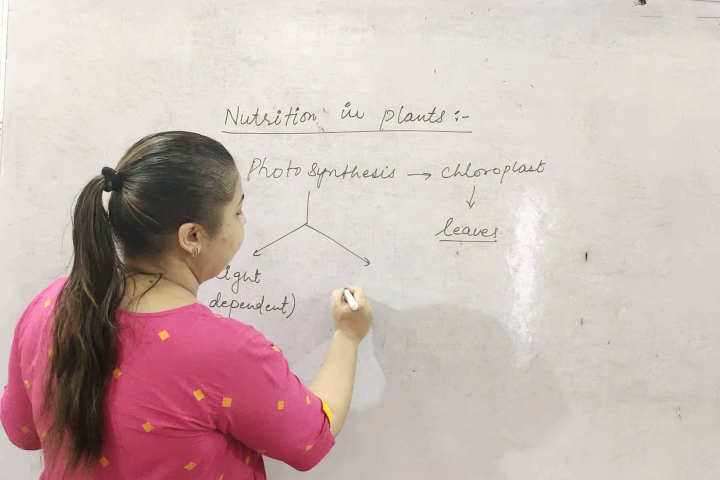 Nutrition in plants :-
Photosynthesis → chloroplast
↓
leaves.
dependent)